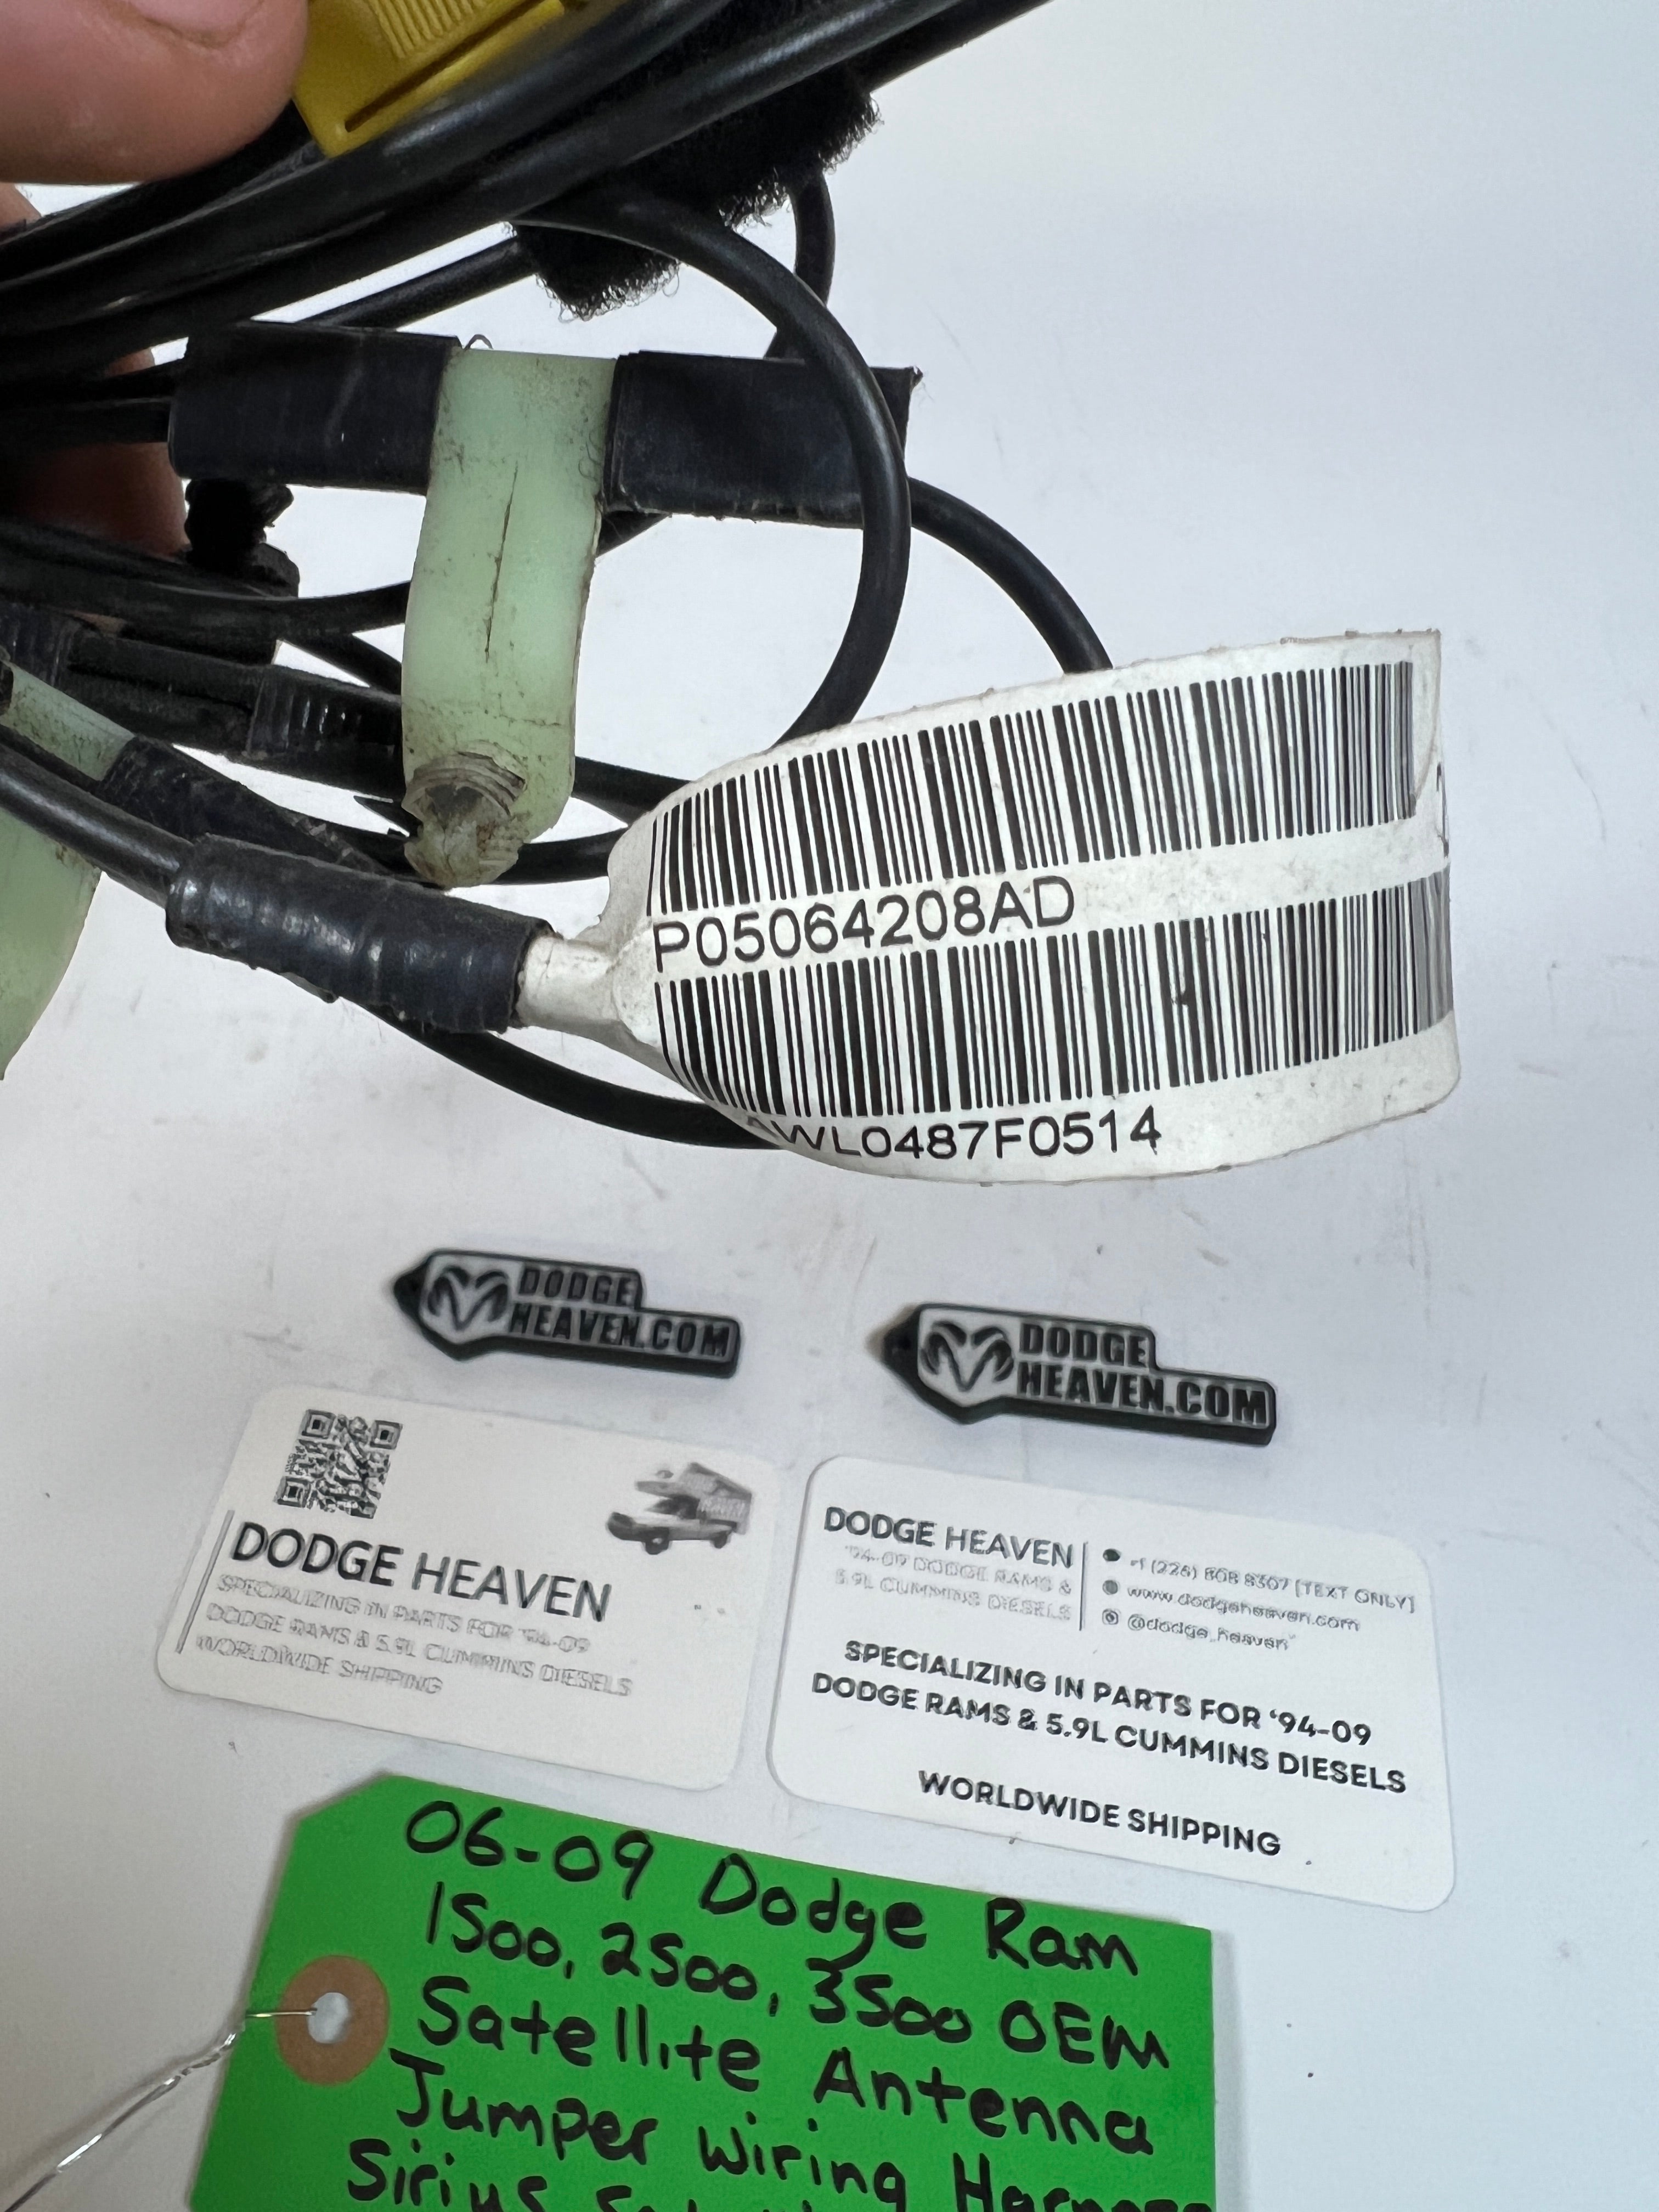 P05064208AD
AWL0487F0514
DODGE
HEAVEN.COM
DODGE
HEAVEN.COM
DODGE HEAVEN
SPECIALIZING IN PARTS FOR '94-09
DODGE RAMS & 5.9L CUMMINS DIESELS
WORLDWIDE SHIPPING
DODGE HEAVEN
'94-09 DODGE RAMS &
5.9L CUMMINS DIESELS
+1 (226) 808 8307 [TEXT ONLY]
www.dodgeheaven.com
@dodge_heaven
SPECIALIZING IN PARTS FOR '94-09
DODGE RAMS & 5.9L CUMMINS DIESELS
WORLDWIDE SHIPPING
06-09 Dodge Ram
1500, 2500, 3500 OEM
Satellite Antenna
Jumper Wiring Harness
Sirius